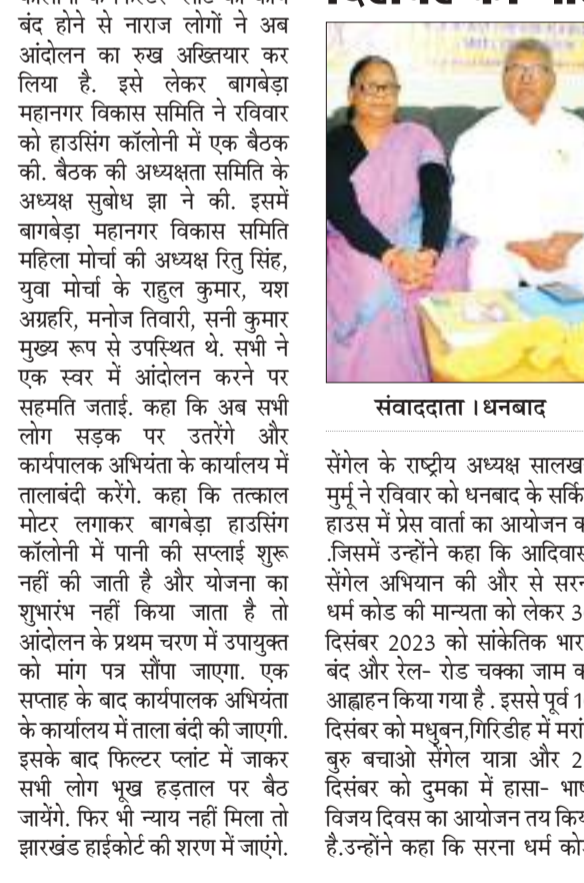 बंद होने से नाराज लोगों ने अब
आंदोलन का रुख अख्तियार कर
लिया है. इसे लेकर बागबेड़ा
महानगर विकास समिति ने रविवार
को हाउसिंग कॉलोनी में एक बैठक
की. बैठक की अध्यक्षता समिति के
अध्यक्ष सुबोध झा ने की. इसमें
बागबेड़ा महानगर विकास समिति
महिला मोर्चा की अध्यक्ष रितु सिंह,
युवा मोर्चा के राहुल कुमार, यश
अग्रहरि, मनोज तिवारी, सनी कुमार
मुख्य रूप से उपस्थित थे. सभी ने
एक स्वर में आंदोलन करने पर
सहमति जताई. कहा कि अब सभी
लोग सड़क पर उतरेंगे और
कार्यपालक अभियंता के कार्यालय में
तालाबंदी करेंगे. कहा कि तत्काल
मोटर लगाकर बागबेड़ा हाउसिंग
कॉलोनी में पानी की सप्लाई शुरू
नहीं की जाती है और योजना का
शुभारंभ नहीं किया जाता है तो
आंदोलन के प्रथम चरण में उपायुक्त
को मांग पत्र सौंपा जाएगा. एक
सप्ताह के बाद कार्यपालक अभियंता
के कार्यालय में ताला बंदी की जाएगी.
इसके बाद फिल्टर प्लांट में जाकर
सभी लोग भूख हड़ताल पर बैठ
जायेंगे. फिर भी न्याय नहीं मिला तो
झारखंड हाईकोर्ट की शरण में जाएंगे.
संवाददाता । धनबाद
सेंगेल के राष्ट्रीय अध्यक्ष सालख
मुर्मू ने रविवार को धनबाद के सर्कि
हाउस में प्रेस वार्ता का आयोजन क
.जिसमें उन्होंने कहा कि आदिवास
सेंगेल अभियान की और से सरन
धर्म कोड की मान्यता को लेकर 3
दिसंबर 2023 को सांकेतिक भार
बंद और रेल- रोड चक्का जाम क
आह्वाहन किया गया है . इससे पूर्व 1
दिसंबर को मधुबन,गिरिडीह में मरां
बुरु बचाओ सेंगेल यात्रा और 2
दिसंबर को दुमका में हासा- भाष
विजय दिवस का आयोजन तय किय
है.उन्होंने कहा कि सरना धर्म कोड